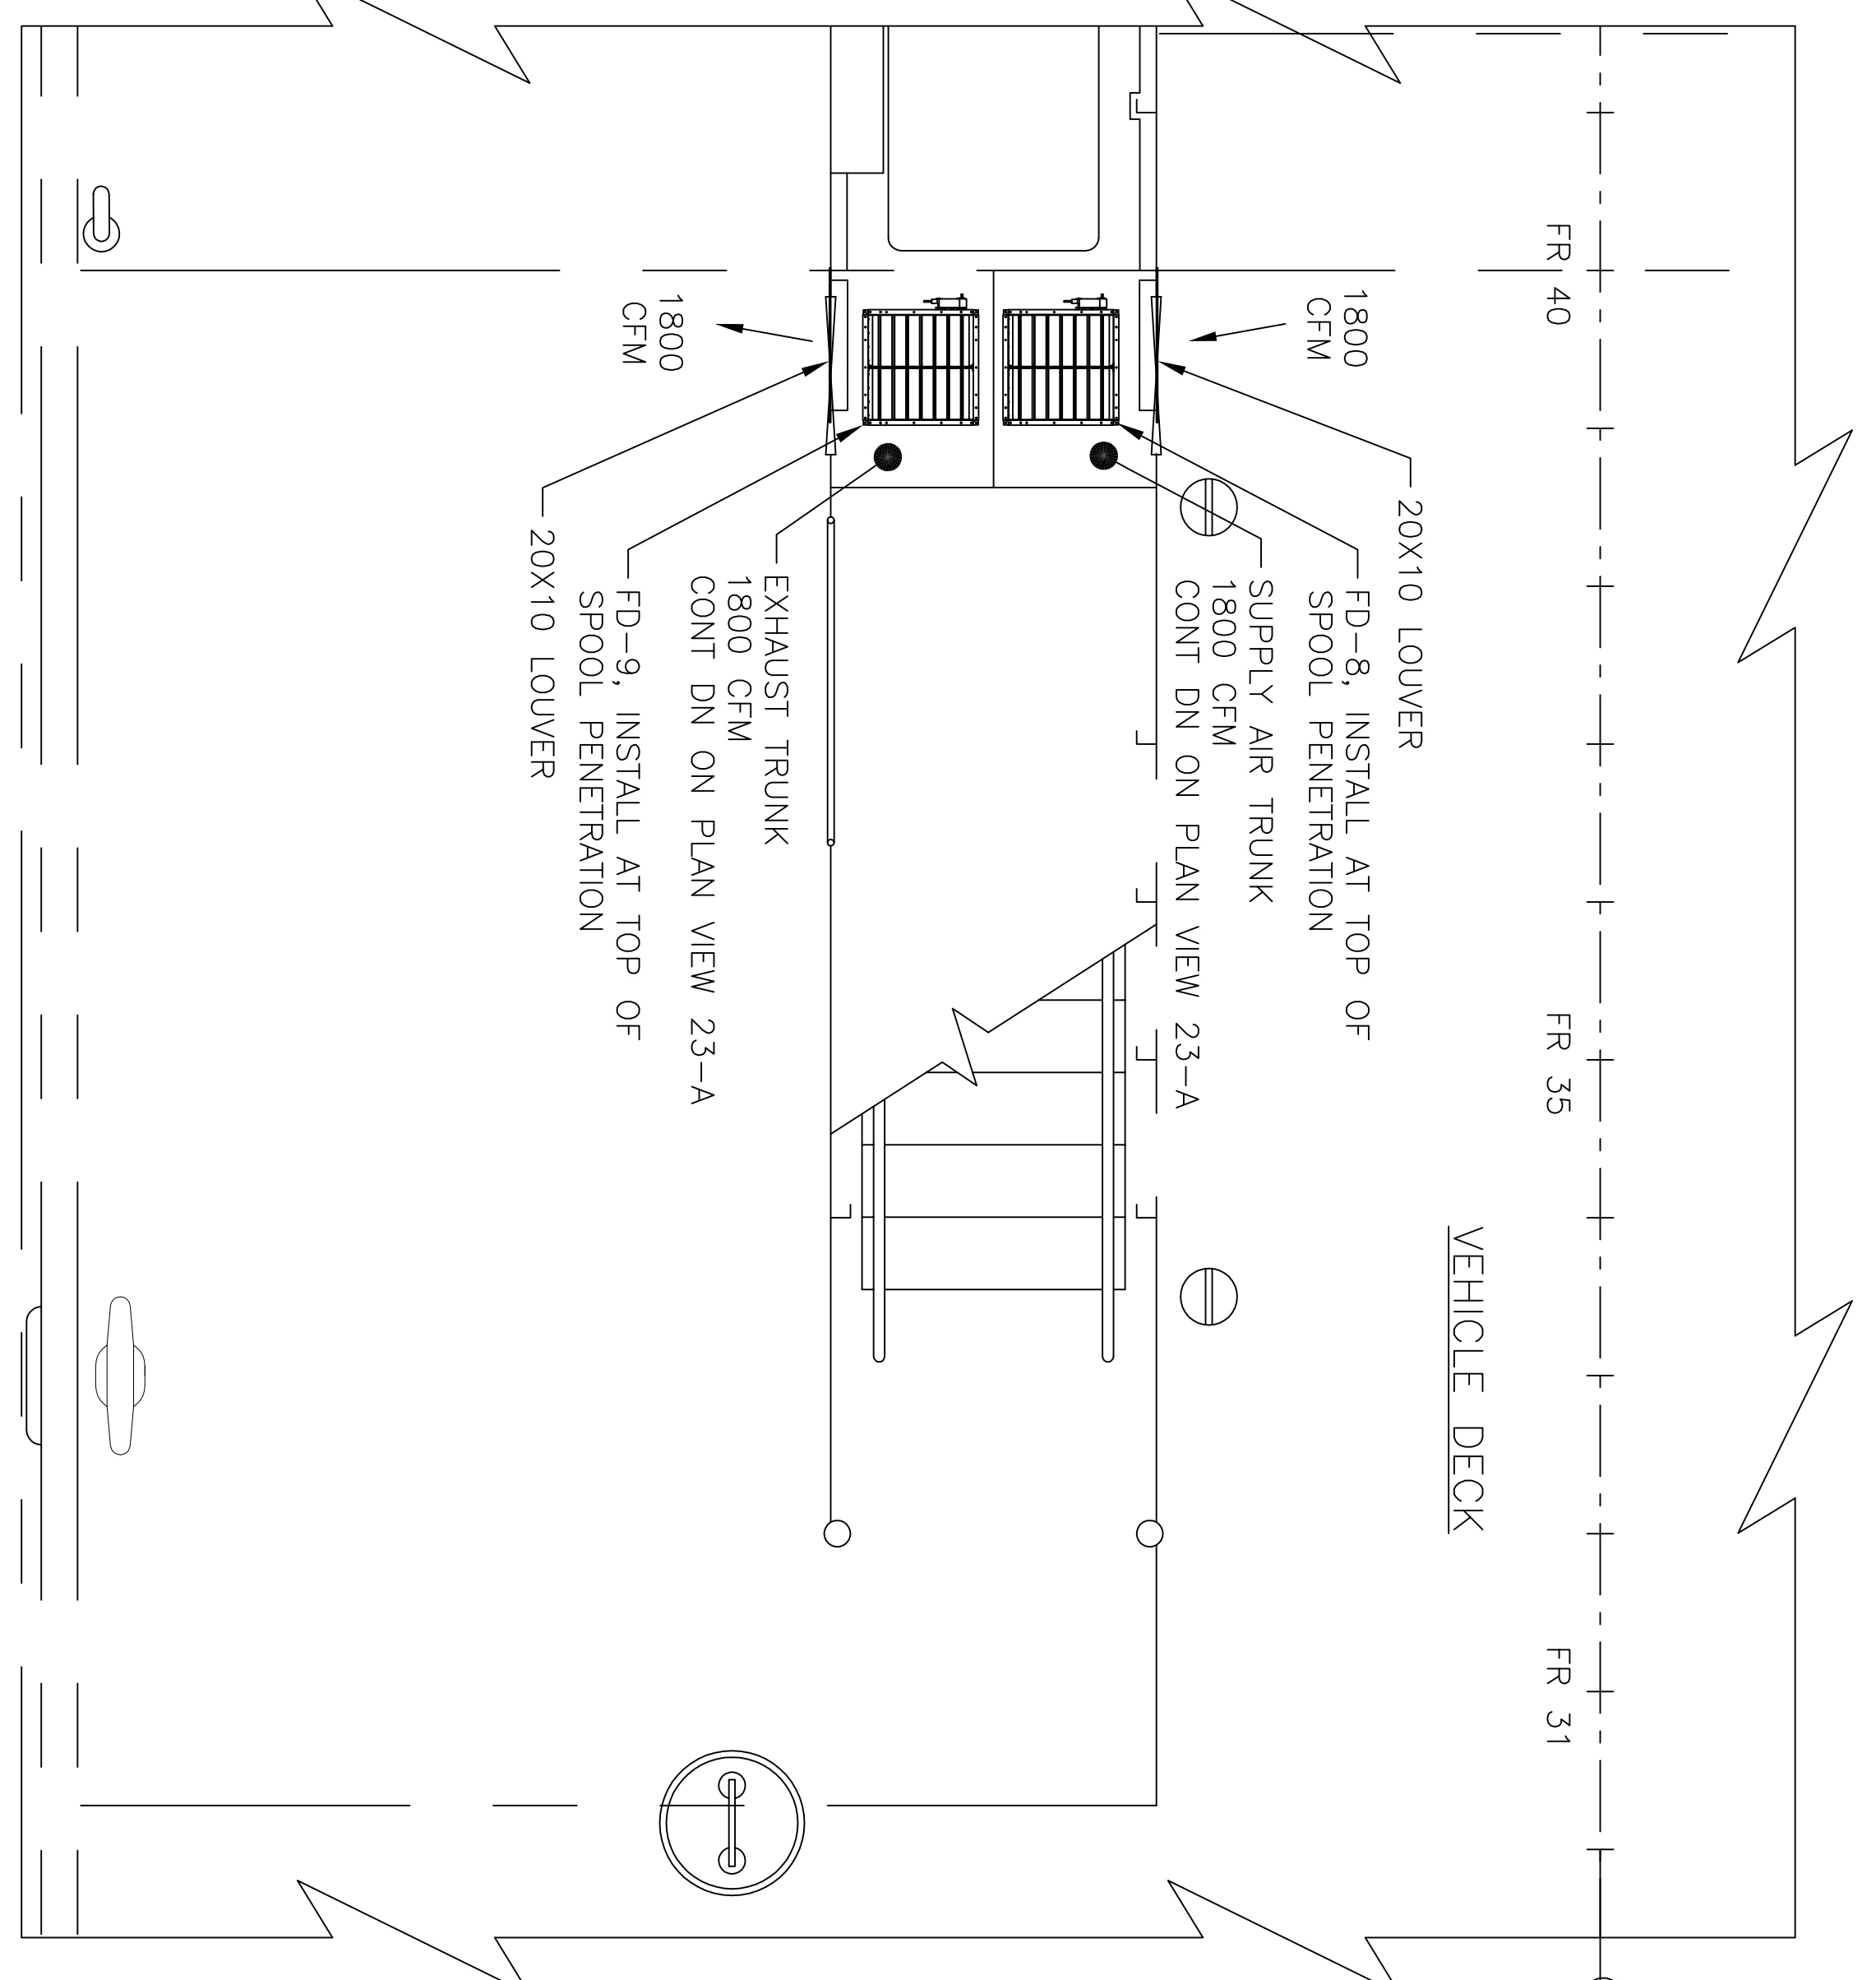 FR 40
FR 35
FR 31
VEHICLE DECK
20X10 LOUVER
1800
CFM
FD-8, INSTALL AT TOP OF
SPOOL PENETRATION
SUPPLY AIR TRUNK
1800 CFM
CONT DN ON PLAN VIEW 23-A
EXHAUST TRUNK
1800 CFM
CONT DN ON PLAN VIEW 23-A
1800
CFM
FD-9, INSTALL AT TOP OF
SPOOL PENETRATION
20X10 LOUVER